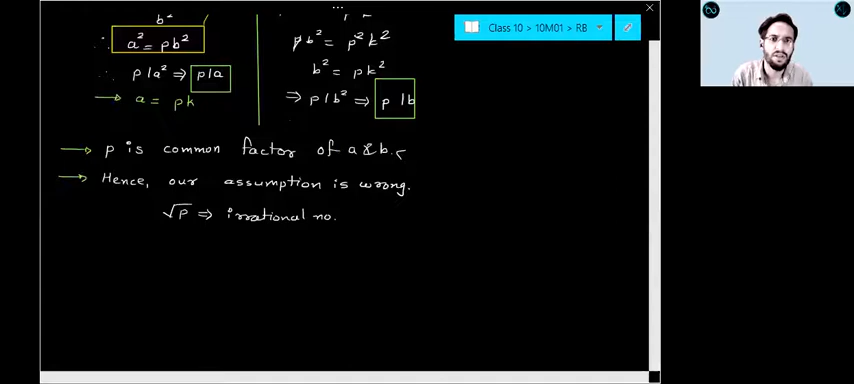 b²
∴ a² = pb²
∴ p/a² ⇒ p/a
→ a = pk
pb² = p²k²
b² = pk²
⇒ p/b² ⇒ p/b
→ p is common factor of a & b.
→ Hence, our assumption is wrong.
√p ⇒ irrational no.
Class 10 > 10M01 > RB